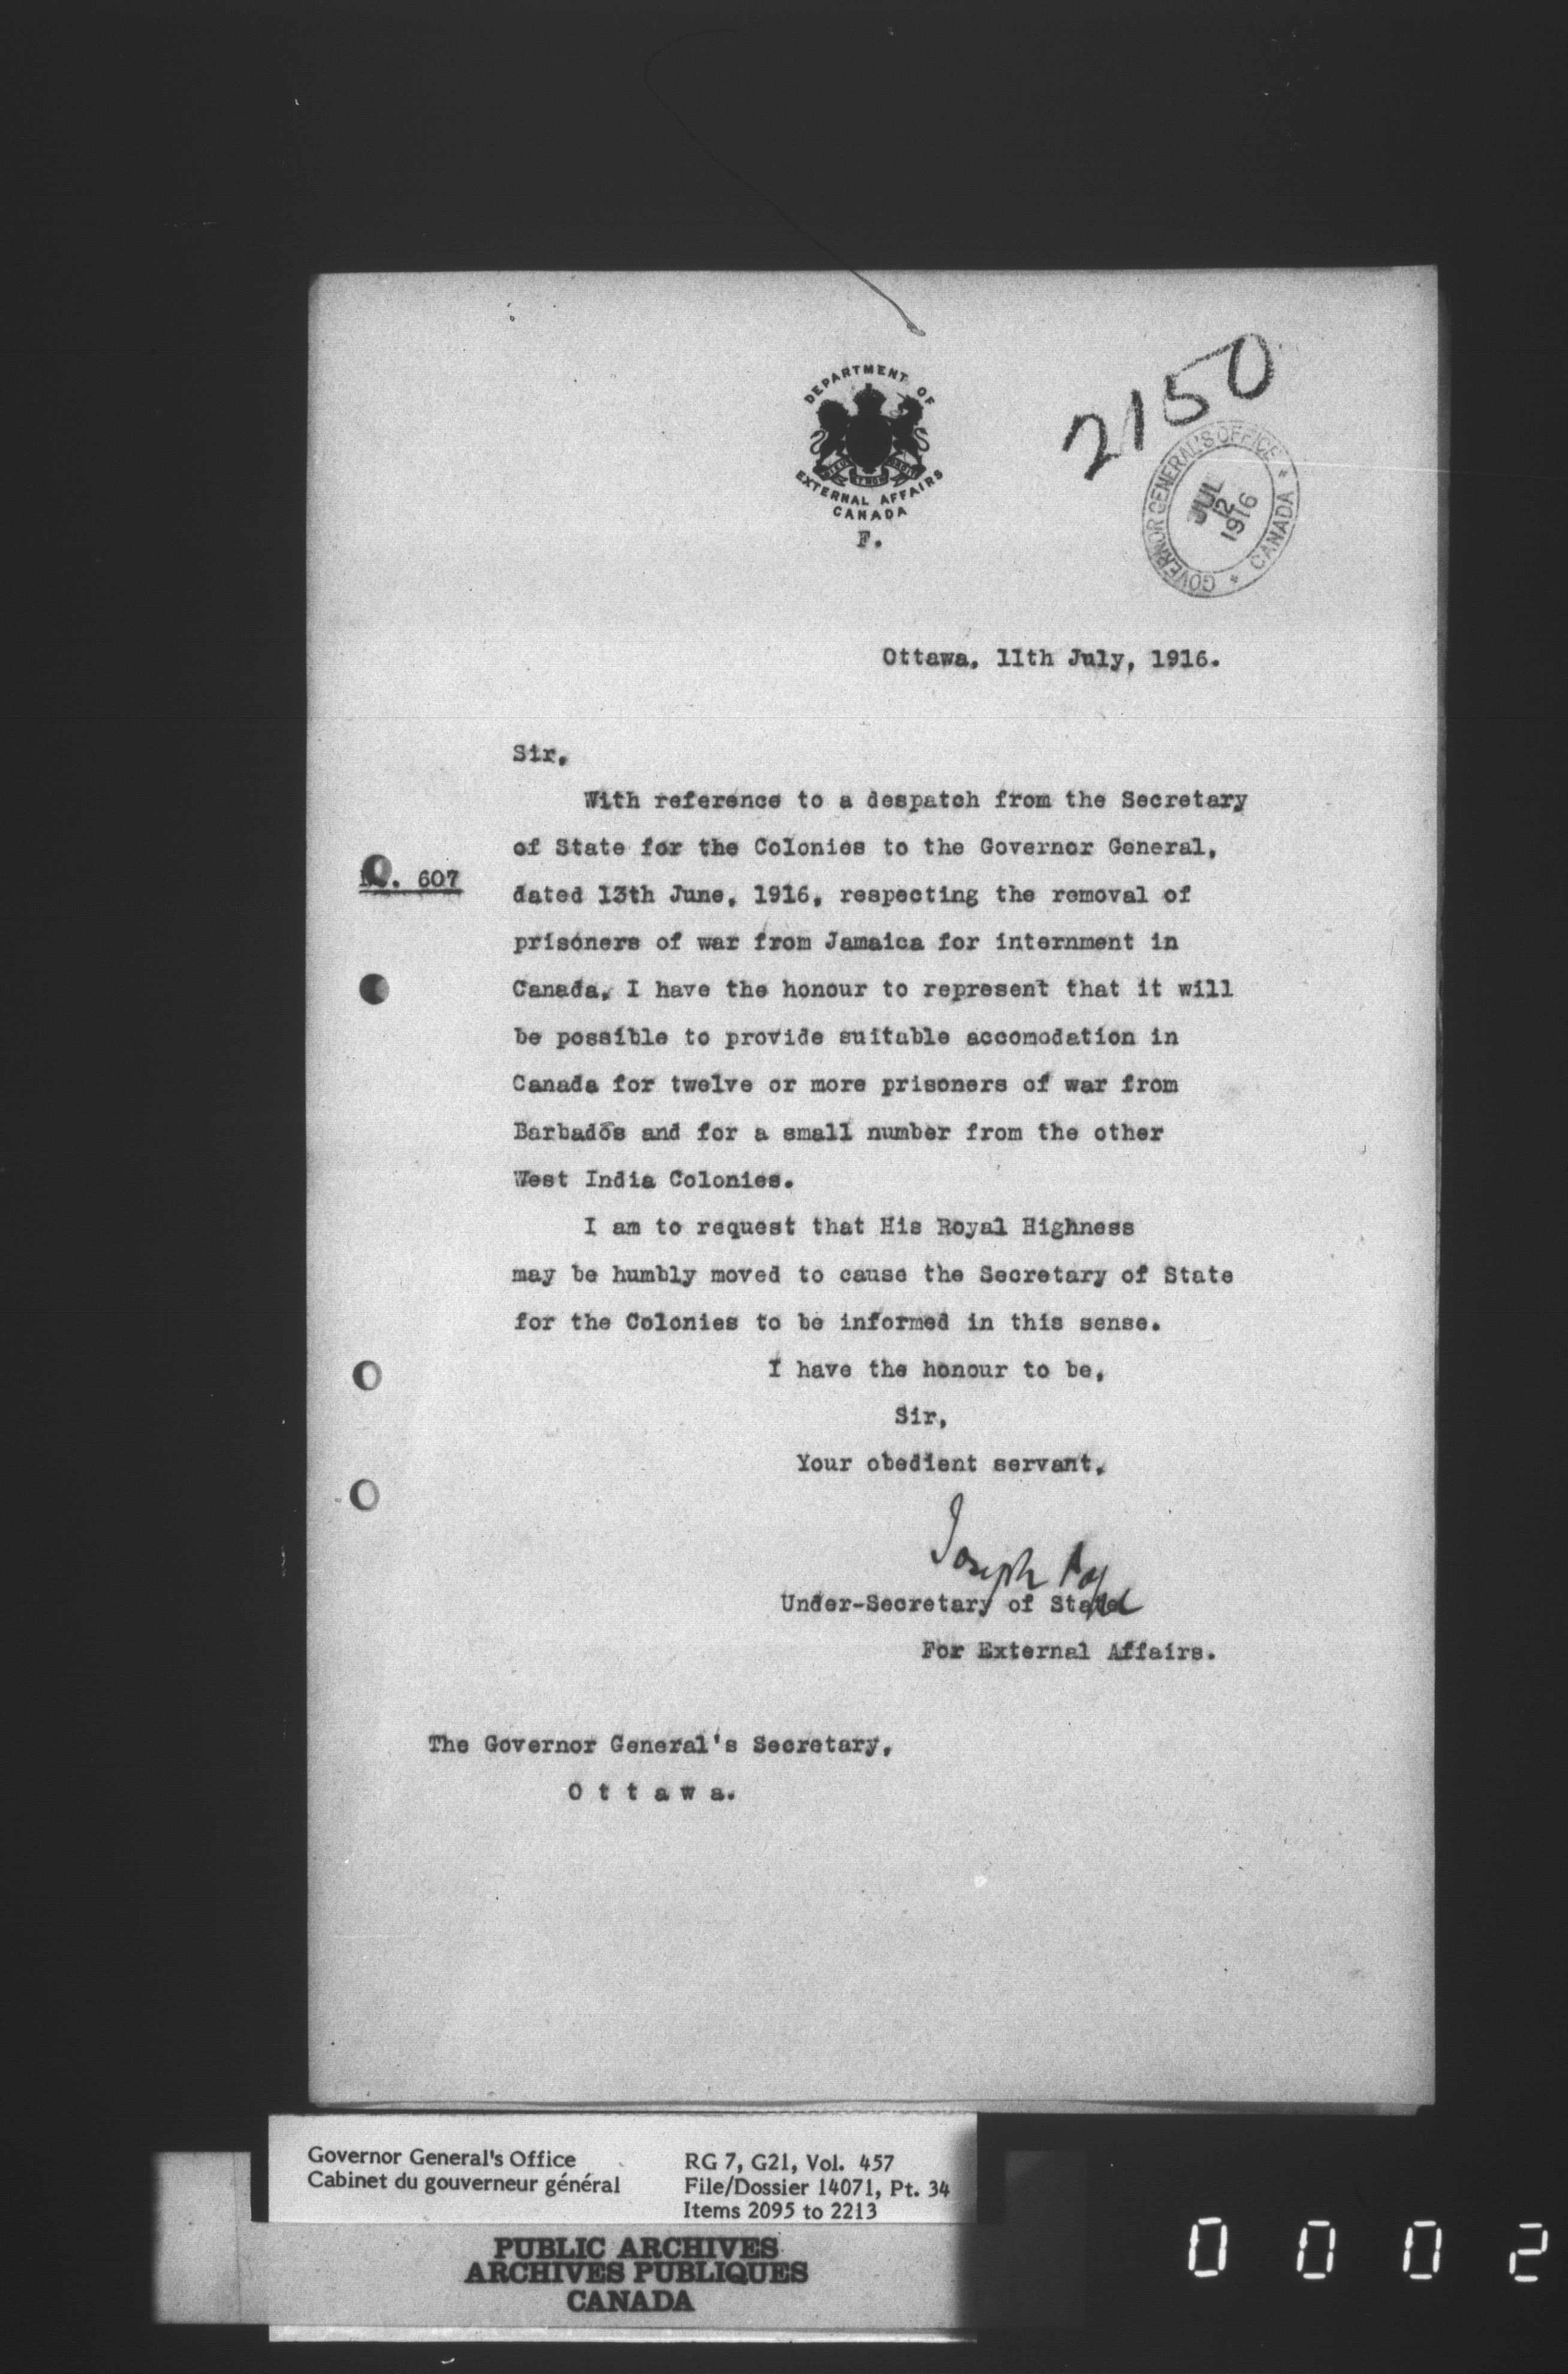 2150
DEPARTMENT OF
EXTERNAL AFFAIRS
CANADA
F.
GOVERNOR GENERAL'S OFFICE
* CANADA *
JUL
12
1916
Ottawa, 11th July, 1916.
Sir,
With reference to a despatch from the Secretary
of State for the Colonies to the Governor General,
No. 607
dated 13th June, 1916, respecting the removal of
prisoners of war from Jamaica for internment in
Canada, I have the honour to represent that it will
be possible to provide suitable accomodation in
Canada for twelve or more prisoners of war from
Barbados and for a small number from the other
West India Colonies.
I am to request that His Royal Highness
may be humbly moved to cause the Secretary of State
for the Colonies to be informed in this sense.
I have the honour to be,
Sir,
Your obedient servant,
Joseph Pope
Under-Secretary of State
For External Affairs.
The Governor General's Secretary,
O t t a w a.
Governor General's Office
Cabinet du gouverneur général
RG 7, G21, Vol. 457
File/Dossier 14071, Pt. 34
Items 2095 to 2213
PUBLIC ARCHIVES
ARCHIVES PUBLIQUES
CANADA
0 0 0 2